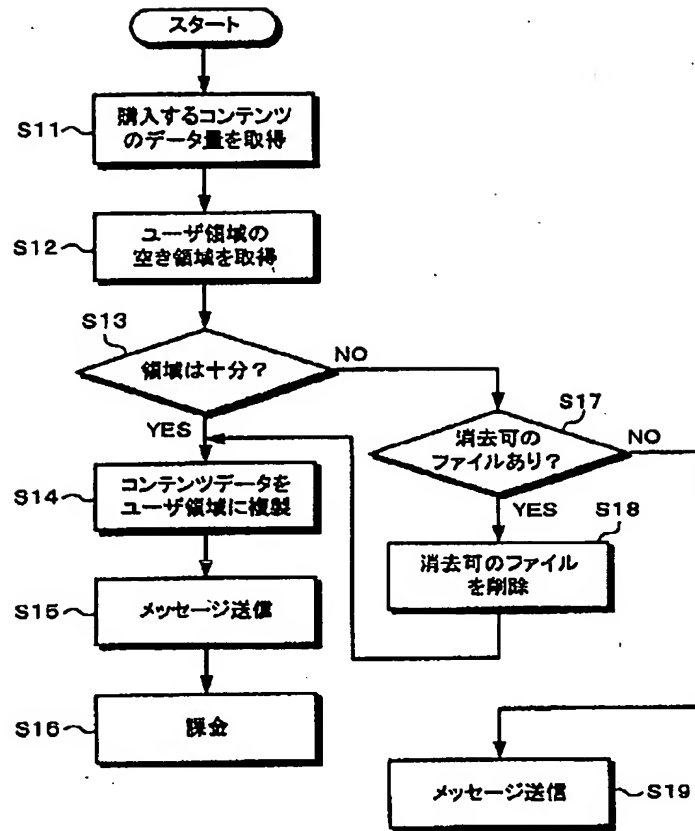 スタート
S11
購入するコンテンツ
のデータ量を取得
S12
ユーザ領域の
空き領域を取得
S13
領域は十分？
NO
YES
S17
消去可の
ファイルあり？
NO
YES
S14
コンテンツデータを
ユーザ領域に複製
S18
消去可のファイル
を削除
S15
メッセージ送信
S16
課金
メッセージ送信
S19